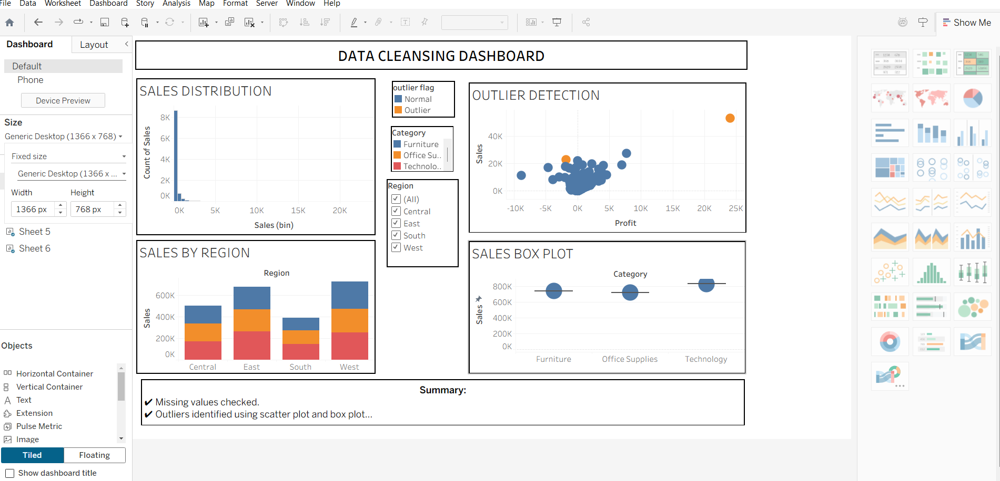 File Data Worksheet Dashboard Story Analysis Map Format Server Window Help
Show Me
Dashboard Layout
Default
Phone
Device Preview
Size
Generic Desktop (1366 x 768)
Fixed size
Generic Desktop (1366 x ...
Width Height
1366 px 768 px
Sheet 5
Sheet 6
Objects
Horizontal Container
Vertical Container
Text
Extension
Pulse Metric
Image
Tiled Floating
Show dashboard title
DATA CLEANSING DASHBOARD
SALES DISTRIBUTION
Count of Sales
8K
6K
4K
2K
0K
0K 5K 10K 15K 20K
Sales (bin)
outlier flag
Normal
Outlier
Category
Furniture
Office Su..
Technolo..
Region
(All)
Central
East
South
West
OUTLIER DETECTION
Sales
40K
20K
0K
-10K -5K 0K 5K 10K 15K 20K 25K
Profit
SALES BY REGION
Region
Sales
600K
400K
200K
0K
Central East South West
SALES BOX PLOT
Category
Sales
800K
600K
400K
200K
0K
Furniture Office Supplies Technology
Summary:
✔ Missing values checked.
✔ Outliers identified using scatter plot and box plot...